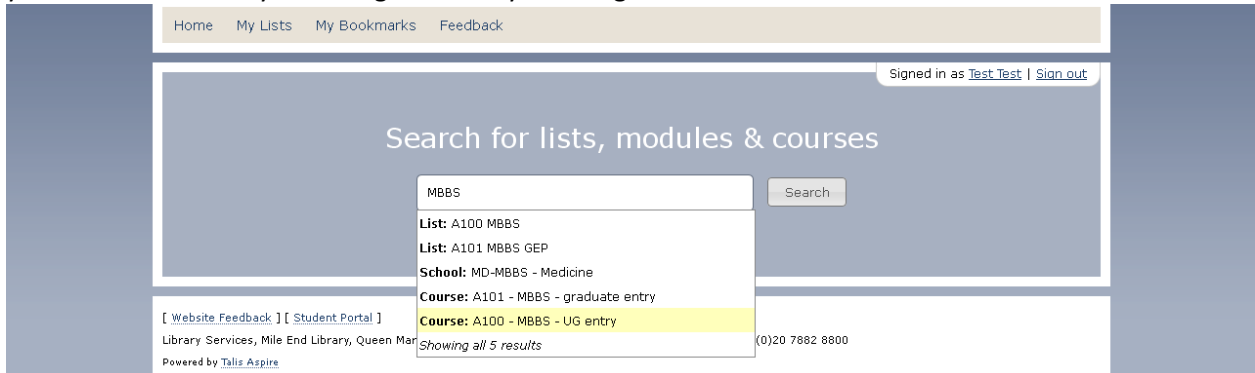 Home My Lists My Bookmarks Feedback
Signed in as Test Test | Sign out
Search for lists, modules & courses
MBBS Search
List: A100 MBBS
List: A101 MBBS GEP
School: MD-MBBS - Medicine
Course: A101 - MBBS - graduate entry
Course: A100 - MBBS - UG entry
Showing all 5 results
[ Website Feedback ] [ Student Portal ]
Library Services, Mile End Library, Queen Mar (0)20 7882 8800
Powered by Talis Aspire